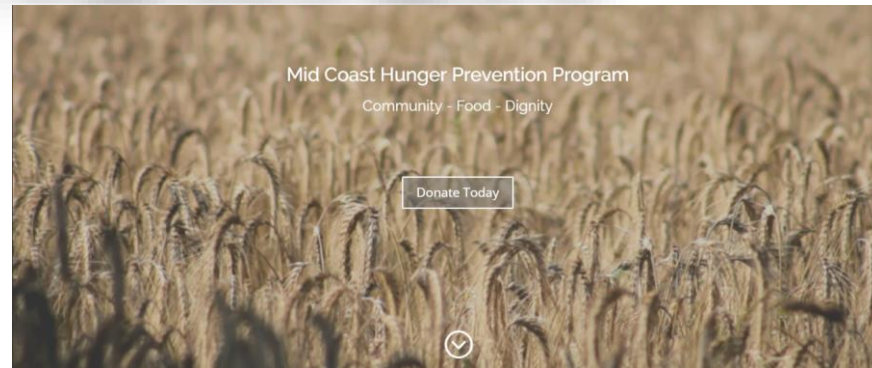 Mid Coast Hunger Prevention Program
Community - Food - Dignity
Donate Today